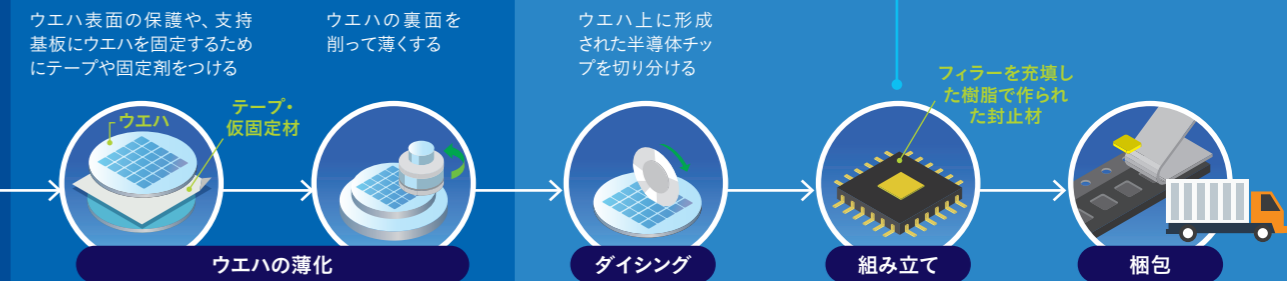 ウエハ表面の保護や、支持
基板にウエハを固定するため
にテープや固定剤をつける
ウエハの裏面を
削って薄くする
ウエハ上に形成
された半導体チッ
プを切り分ける
ウエハ
テープ・
仮固定材
フィラーを充填し
た樹脂で作られ
た封止材
ウエハの薄化
ダイシング
組み立て
梱包